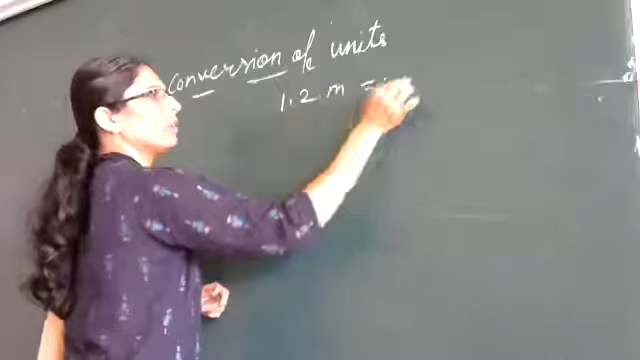 conversion of units
1.2 m =